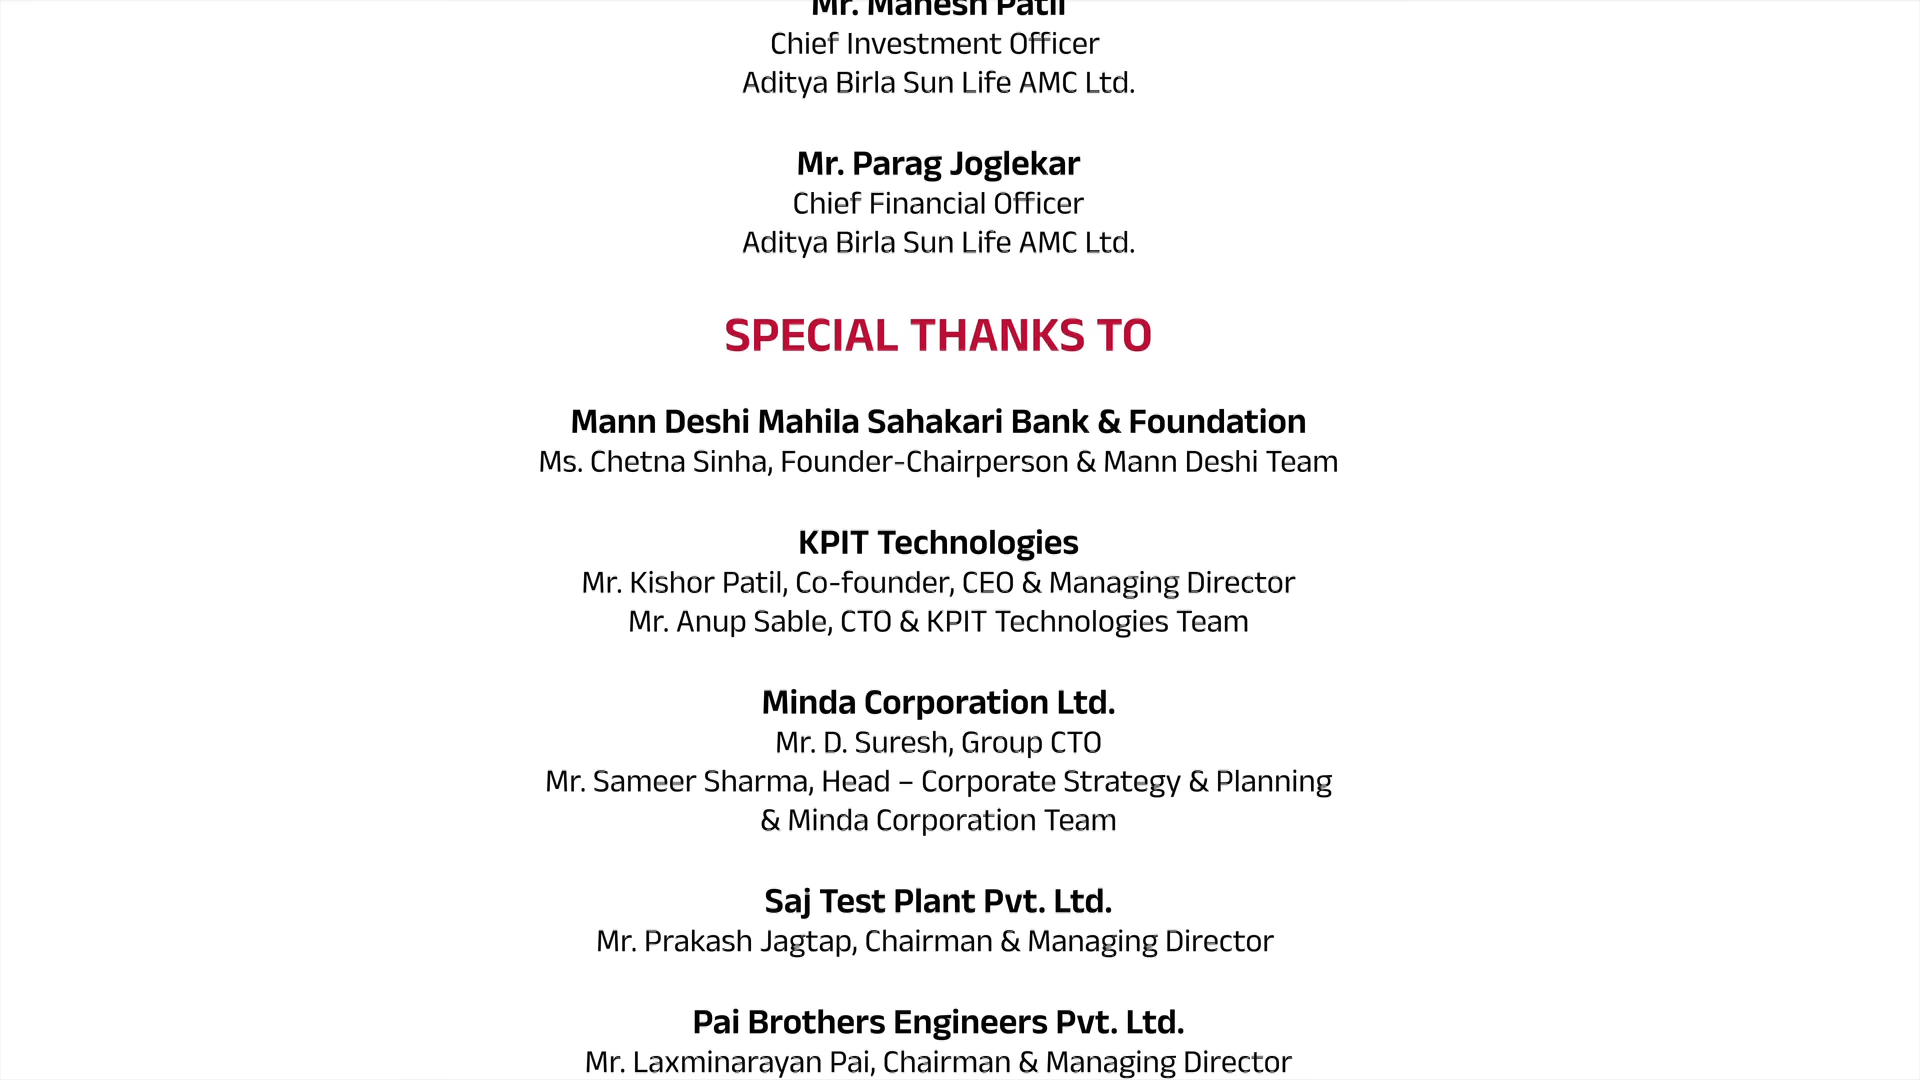 Mr. Mahesh Patil
Chief Investment Officer
Aditya Birla Sun Life AMC Ltd.
Mr. Parag Joglekar
Chief Financial Officer
Aditya Birla Sun Life AMC Ltd.
SPECIAL THANKS TO
Mann Deshi Mahila Sahakari Bank & Foundation
Ms. Chetna Sinha, Founder-Chairperson & Mann Deshi Team
KPIT Technologies
Mr. Kishor Patil, Co-founder, CEO & Managing Director
Mr. Anup Sable, CTO & KPIT Technologies Team
Minda Corporation Ltd.
Mr. D. Suresh, Group CTO
Mr. Sameer Sharma, Head – Corporate Strategy & Planning
& Minda Corporation Team
Saj Test Plant Pvt. Ltd.
Mr. Prakash Jagtap, Chairman & Managing Director
Pai Brothers Engineers Pvt. Ltd.
Mr. Laxminarayan Pai, Chairman & Managing Director